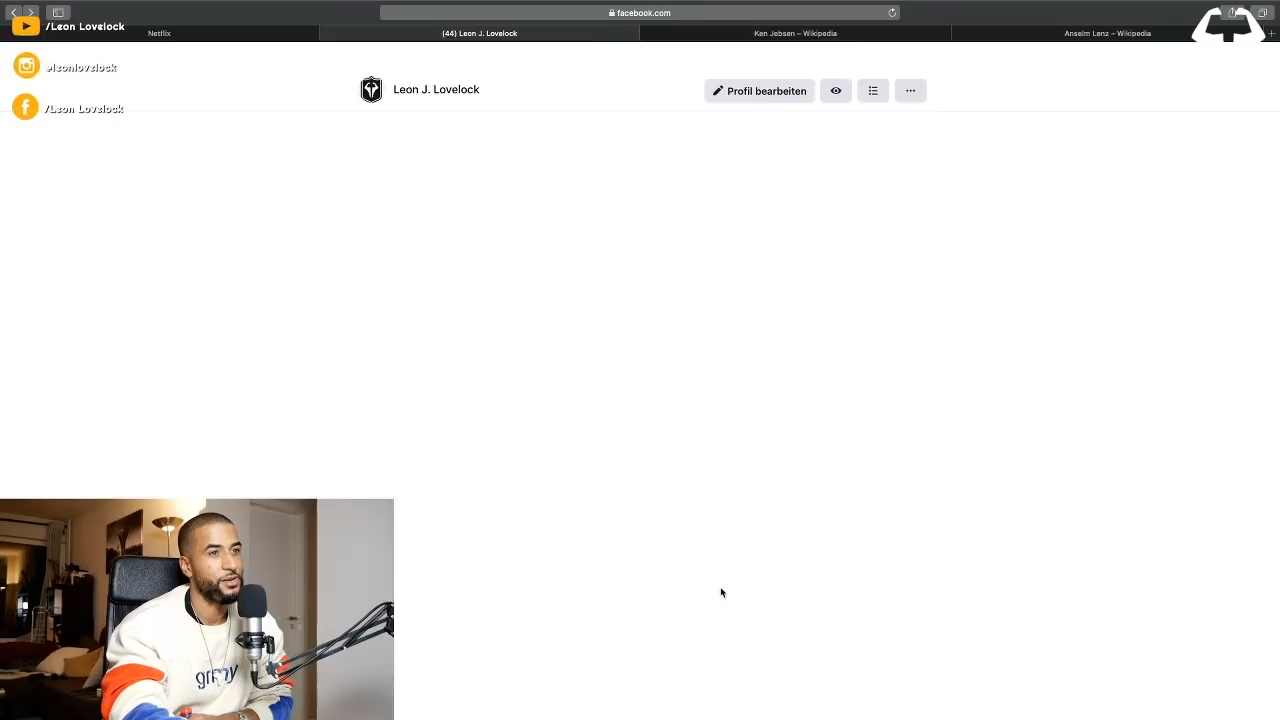 facebook.com
/Leon Lovelock
Netflix
(44) Leon J. Lovelock
Ken Jebsen – Wikipedia
Anselm Lenz – Wikipedia
#leonlovelock
Leon J. Lovelock
Profil bearbeiten
/Leon Lovelock